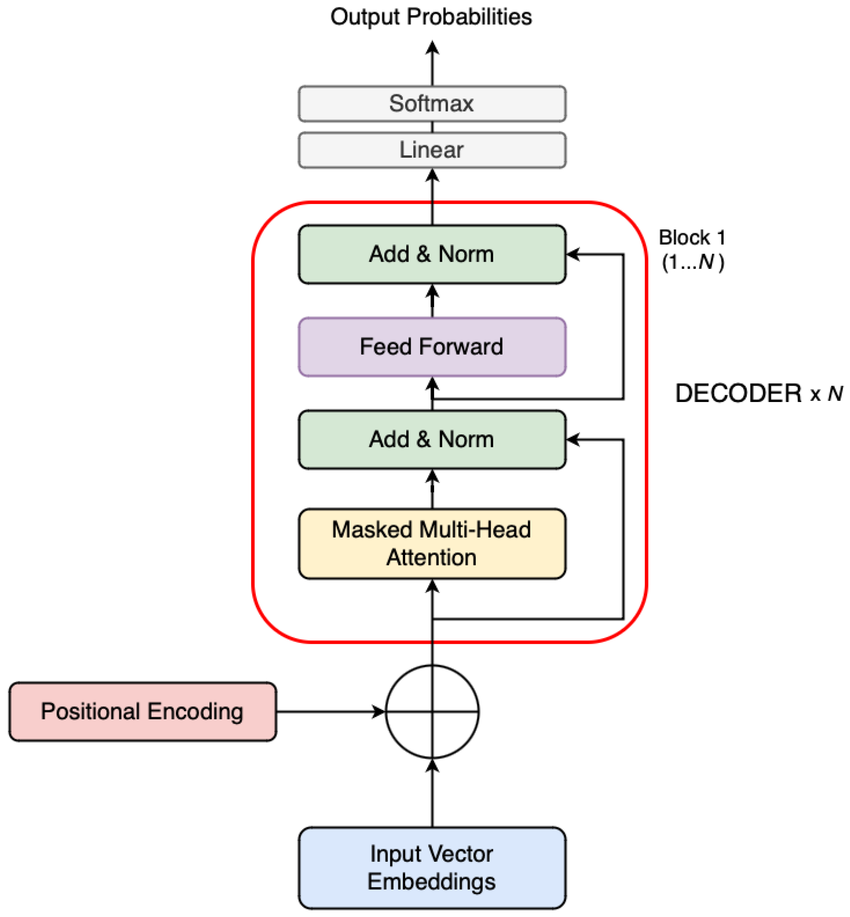 Output Probabilities
Softmax
Linear
Add & Norm
Block 1
(1...N )
Feed Forward
DECODER x N
Add & Norm
Masked Multi-Head
Attention
Positional Encoding
Input Vector
Embeddings